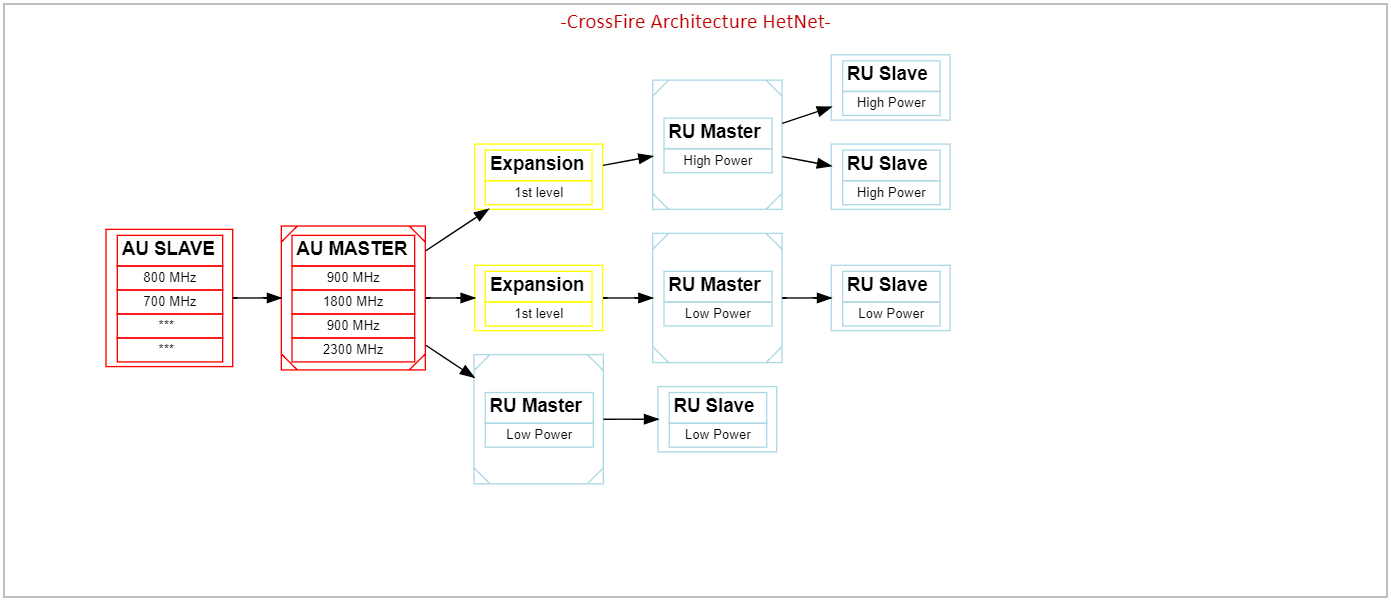 -CrossFire Architecture HetNet-
AU SLAVE
800 MHz
700 MHz
***
***
AU MASTER
900 MHz
1800 MHz
900 MHz
2300 MHz
Expansion
1st level
RU Master
High Power
RU Slave
High Power
RU Slave
High Power
Expansion
1st level
RU Master
Low Power
RU Slave
Low Power
RU Master
Low Power
RU Slave
Low Power